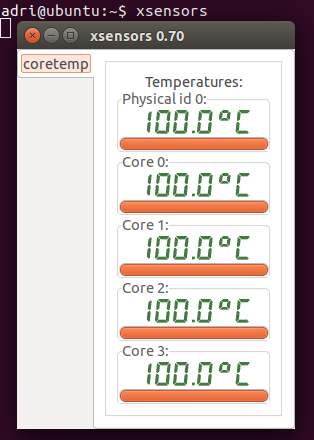 adri@ubuntu:~$ xsensors
xsensors 0.70
coretemp
Temperatures:
Physical id 0:
100.0°C
Core 0:
100.0°C
Core 1:
100.0°C
Core 2:
100.0°C
Core 3:
100.0°C